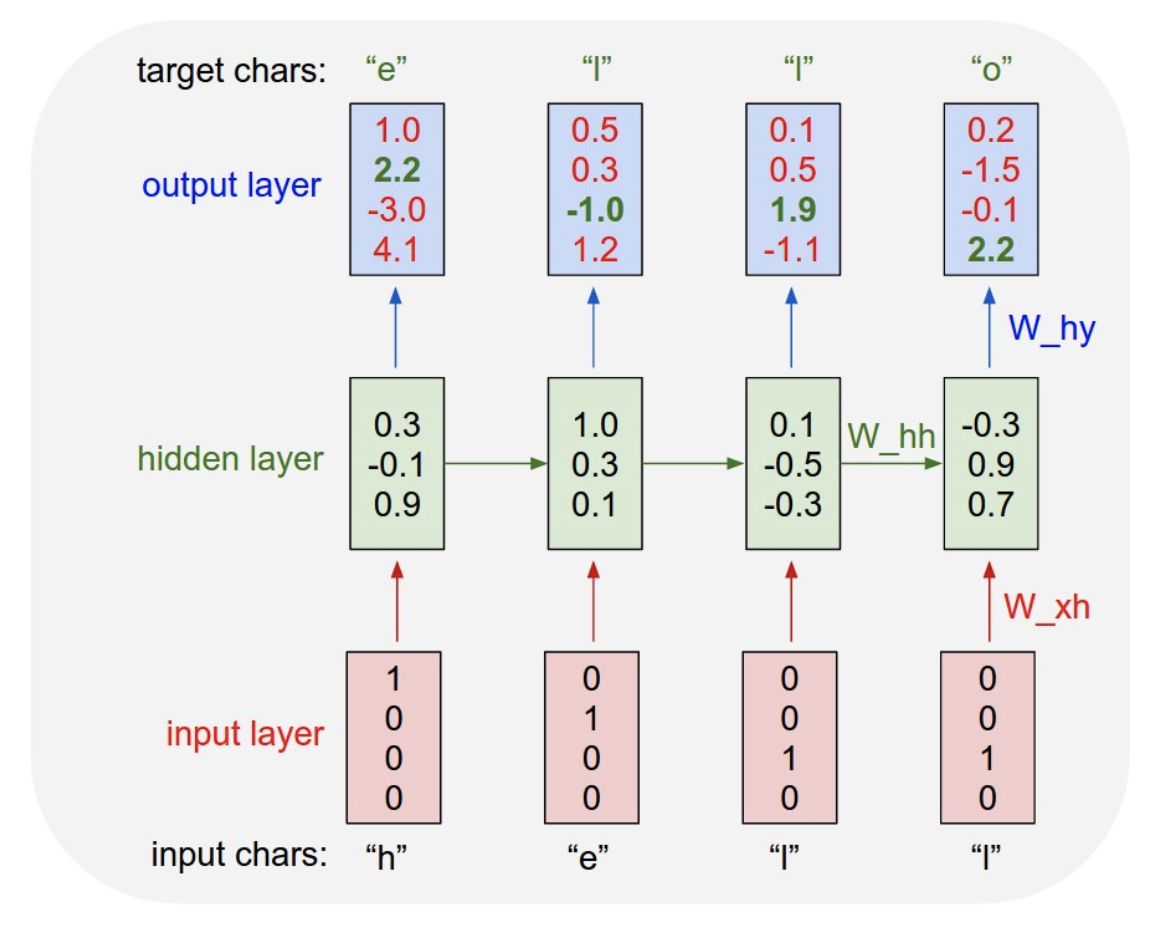 target chars: “e” “l” “l” “o”
output layer
1.0 0.5 0.1 0.2
2.2 0.3 0.5 -1.5
-3.0 -1.0 1.9 -0.1
4.1 1.2 -1.1 2.2
W_hy
hidden layer
0.3 1.0 0.1 -0.3
-0.1 0.3 -0.5 0.9
0.9 0.1 -0.3 0.7
W_hh
W_xh
input layer
1 0 0 0
0 1 0 0
0 0 1 1
0 0 0 0
input chars: “h” “e” “l” “l”